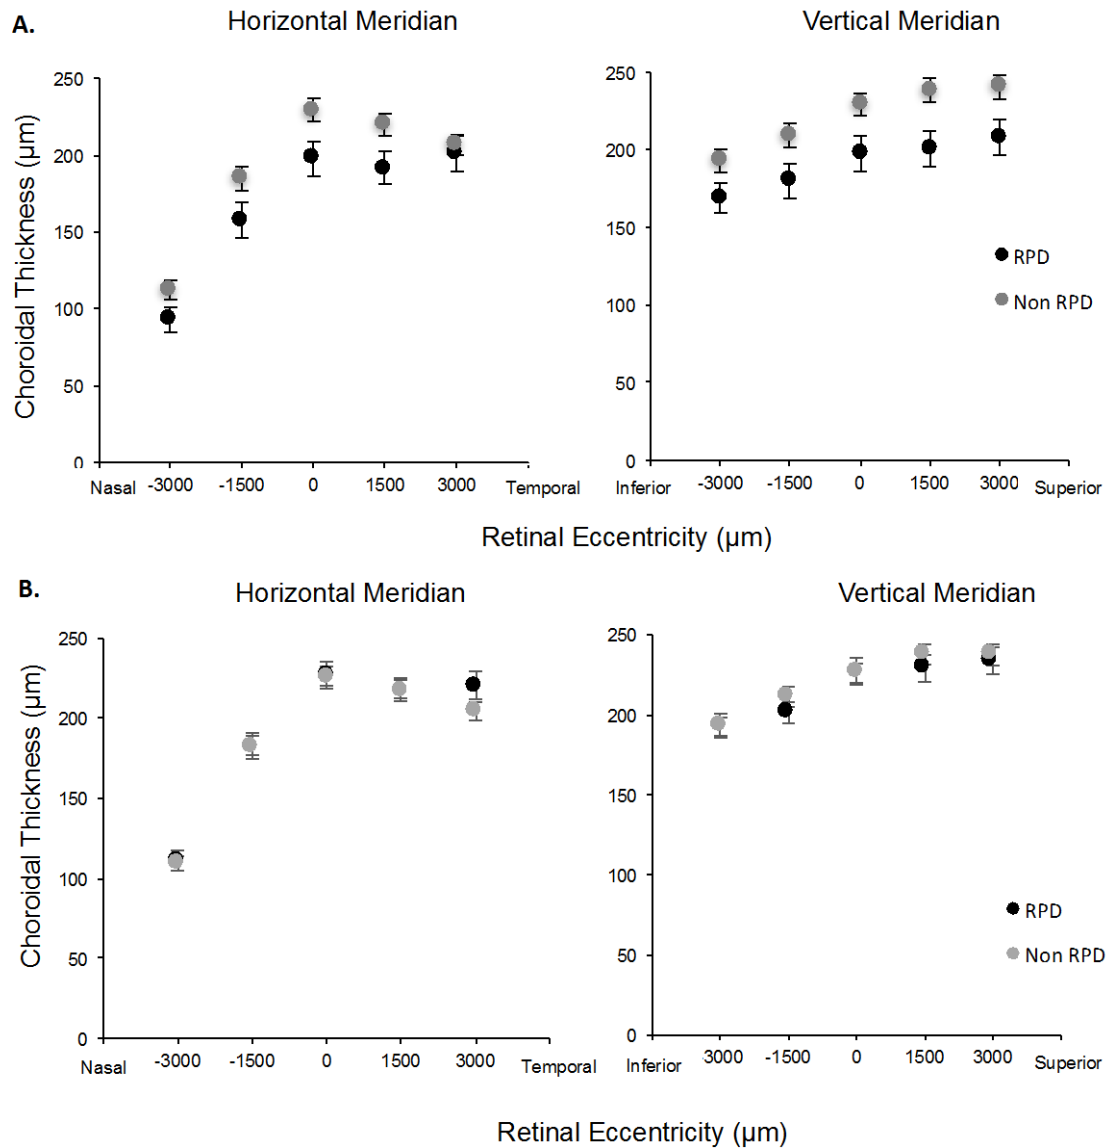 A.
Horizontal Meridian
Vertical Meridian
Choroidal Thickness (µm)
250
200
150
100
50
0
Nasal -3000 -1500 0 1500 3000 Temporal
250
200
150
100
50
0
RPD
Non RPD
Inferior -3000 -1500 0 1500 3000 Superior
Retinal Eccentricity (µm)
B.
Horizontal Meridian
Vertical Meridian
Choroidal Thickness (µm)
250
200
150
100
50
0
Nasal -3000 -1500 0 1500 3000 Temporal
250
200
150
100
50
0
RPD
Non RPD
Inferior -3000 -1500 0 1500 3000 Superior
Retinal Eccentricity (µm)